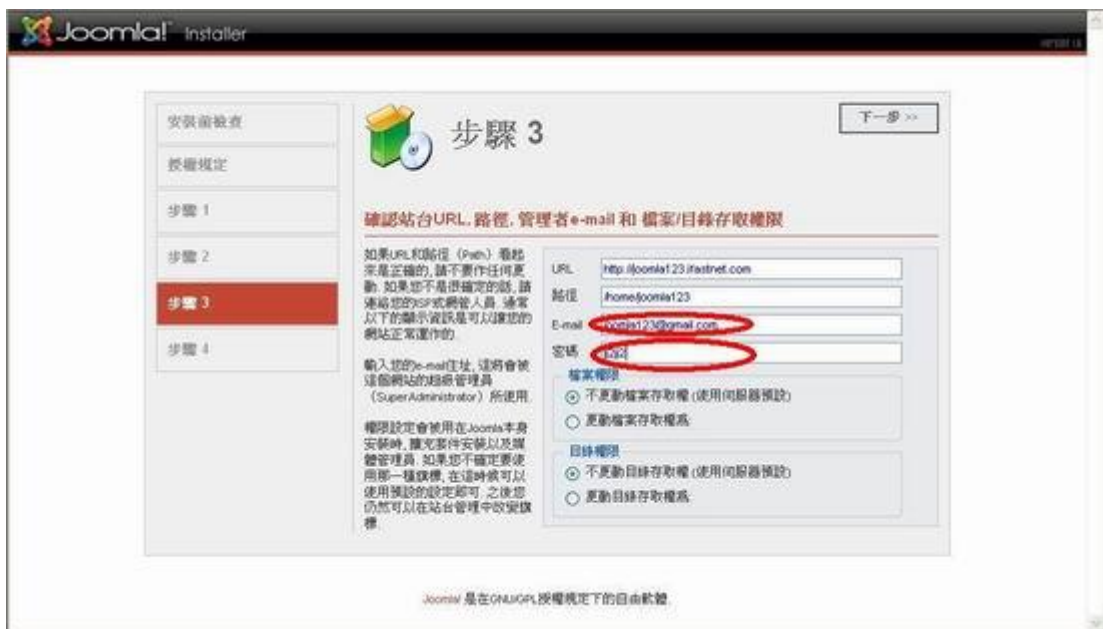 Joomla! Installer
安裝前檢查
授權規定
步驟 1
步驟 2
步驟 3
步驟 4
步驟 3
下一步 >>
確認站台URL, 路徑, 管理者e-mail 和 檔案/目錄存取權限
如果URL和路徑（Path）看起
來是正確的, 請不要作任何更
動. 如果您不是很確定的話, 請
連絡您的ISP或網管人員. 通常
以下的顯示資訊是可以讓您的
網站正常運作的.
輸入您的e-mail住址, 這將會被
這個網站的超級管理員
（SuperAdministrator）所使用.
權限設定會被用在Joomla本身
安裝時, 擴充套件安裝以及媒
體管理員. 如果您不確定要使
用那一種旗標, 在這時候可以
使用預設的設定即可. 之後您
仍然可以在站台管理中改變旗
標.
URL http://joomla123.ifastnet.com
路徑 /home/joomla123
E-mail joomla123@gmail.com
密碼
檔案權限
不更動檔案存取權 (使用伺服器預設)
更動檔案存取權為:
目錄權限
不更動目錄存取權 (使用伺服器預設)
更動目錄存取權為:
Joomla! 是在GNU/GPL授權規定下的自由軟體.